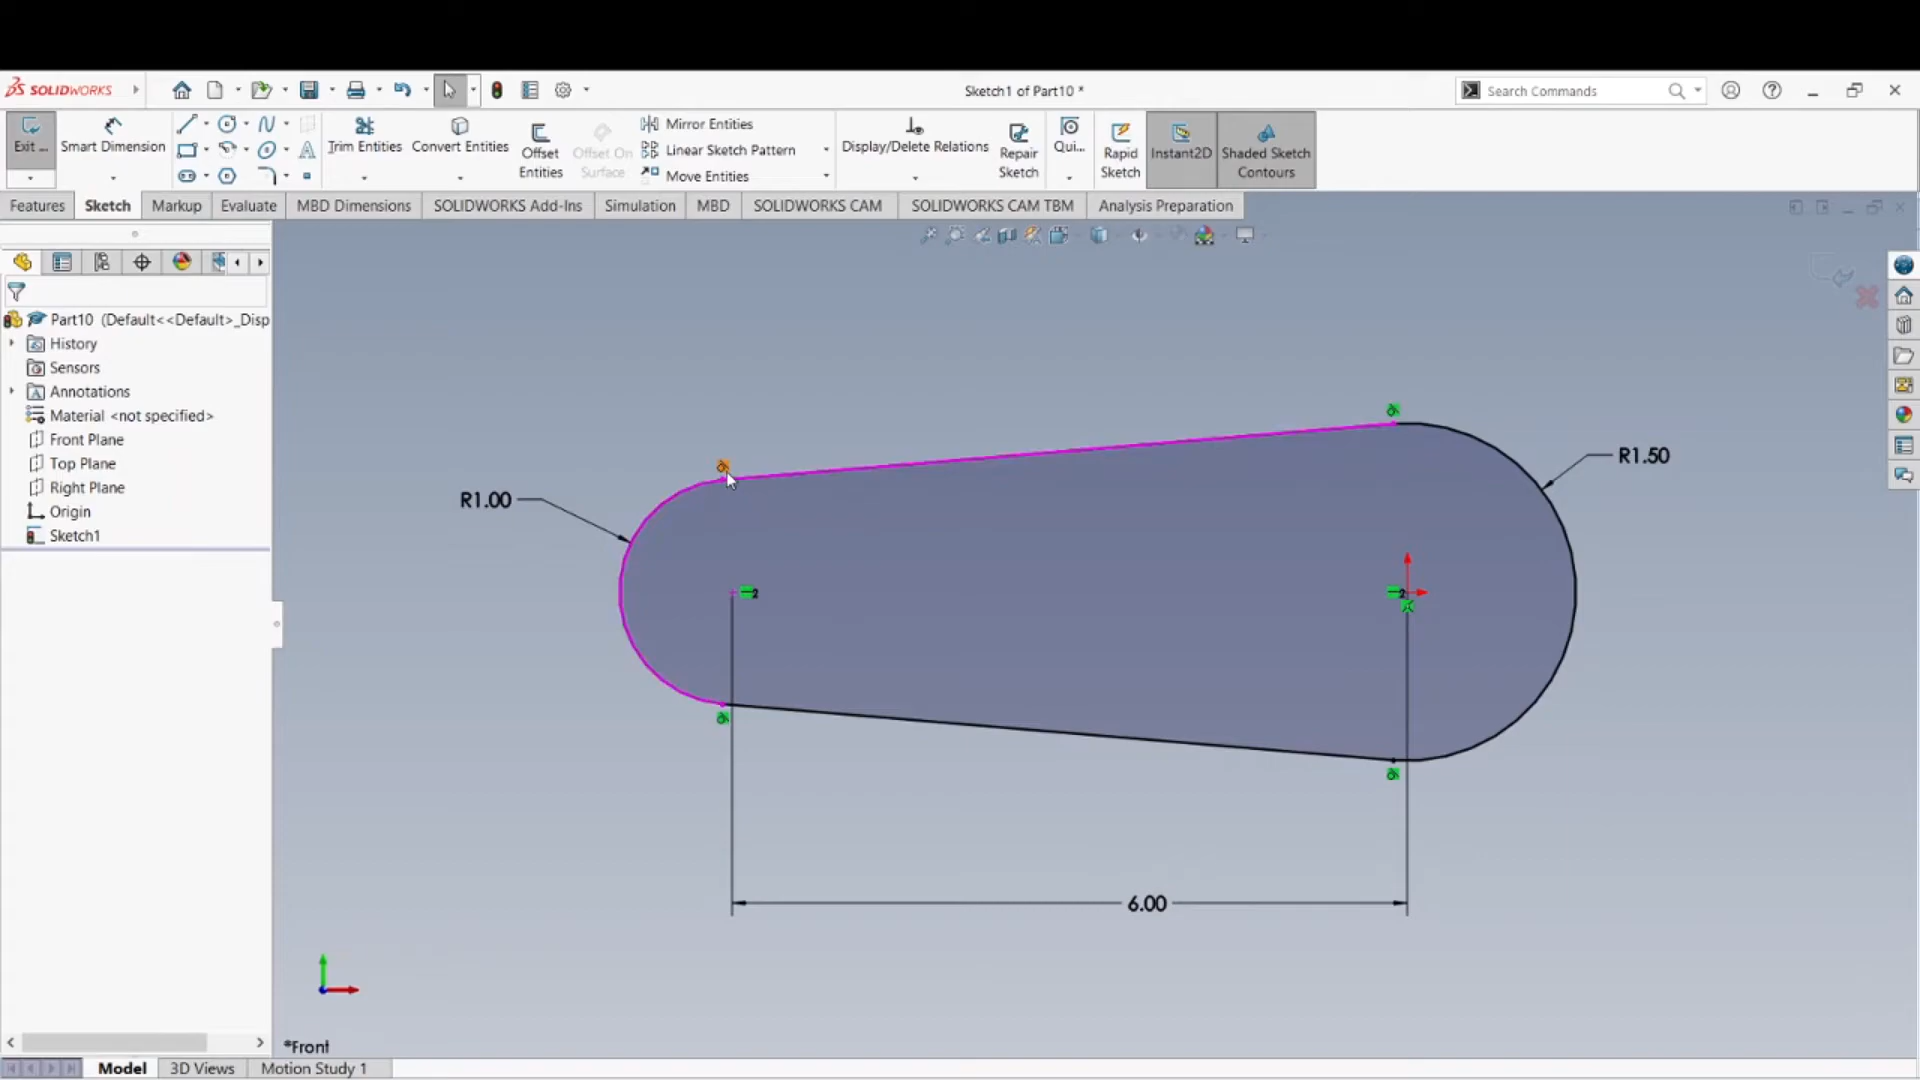 SOLIDWORKS
Sketch1 of Part10 *
Search Commands
Exit ...
Smart Dimension
Trim Entities
Convert Entities
Offset Entities
Offset On Surface
Mirror Entities
Linear Sketch Pattern
Move Entities
Display/Delete Relations
Repair Sketch
Qui...
Rapid Sketch
Instant2D
Shaded Sketch Contours
Features
Sketch
Markup
Evaluate
MBD Dimensions
SOLIDWORKS Add-Ins
Simulation
MBD
SOLIDWORKS CAM
SOLIDWORKS CAM TBM
Analysis Preparation
Part10 (Default<<Default>_Disp
History
Sensors
Annotations
Material <not specified>
Front Plane
Top Plane
Right Plane
Origin
Sketch1
R1.00
R1.50
2
2
6.00
*Front
Model
3D Views
Motion Study 1